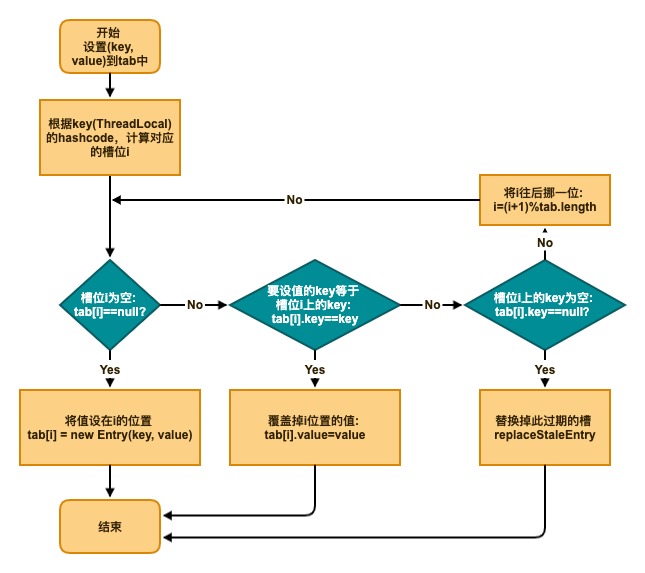 开始
设置(key,
value)到tab中
根据key(ThreadLocal)
的hashcode，计算对应
的槽位i
将i往后挪一位:
i=(i+1)%tab.length
No
No
槽位i为空:
tab[i]==null?
No
要设值的key等于
槽位i上的key:
tab[i].key==key
No
槽位i上的key为空:
tab[i].key==null?
Yes
Yes
Yes
将值设在i的位置
tab[i] = new Entry(key, value)
覆盖掉i位置的值:
tab[i].value=value
替换掉此过期的槽
replaceStaleEntry
结束